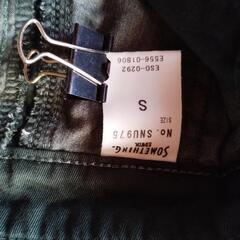 SOMETHING.
EDWIN
No. SNU975
SIZE
S
ESO-0292
E556-01806